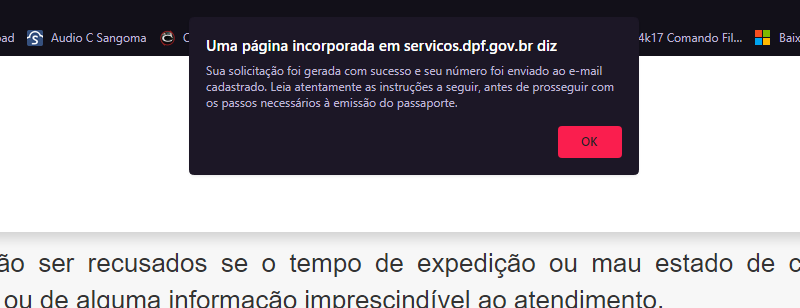 ad Audio C Sangoma C 4k17 Comando Fil... Baix
Uma página incorporada em servicos.dpf.gov.br diz
Sua solicitação foi gerada com sucesso e seu número foi enviado ao e-mail
cadastrado. Leia atentamente as instruções a seguir, antes de prosseguir com
os passos necessários à emissão do passaporte.
OK
ão ser recusados se o tempo de expedição ou mau estado de c
ou de alguma informação imprescindível ao atendimento.